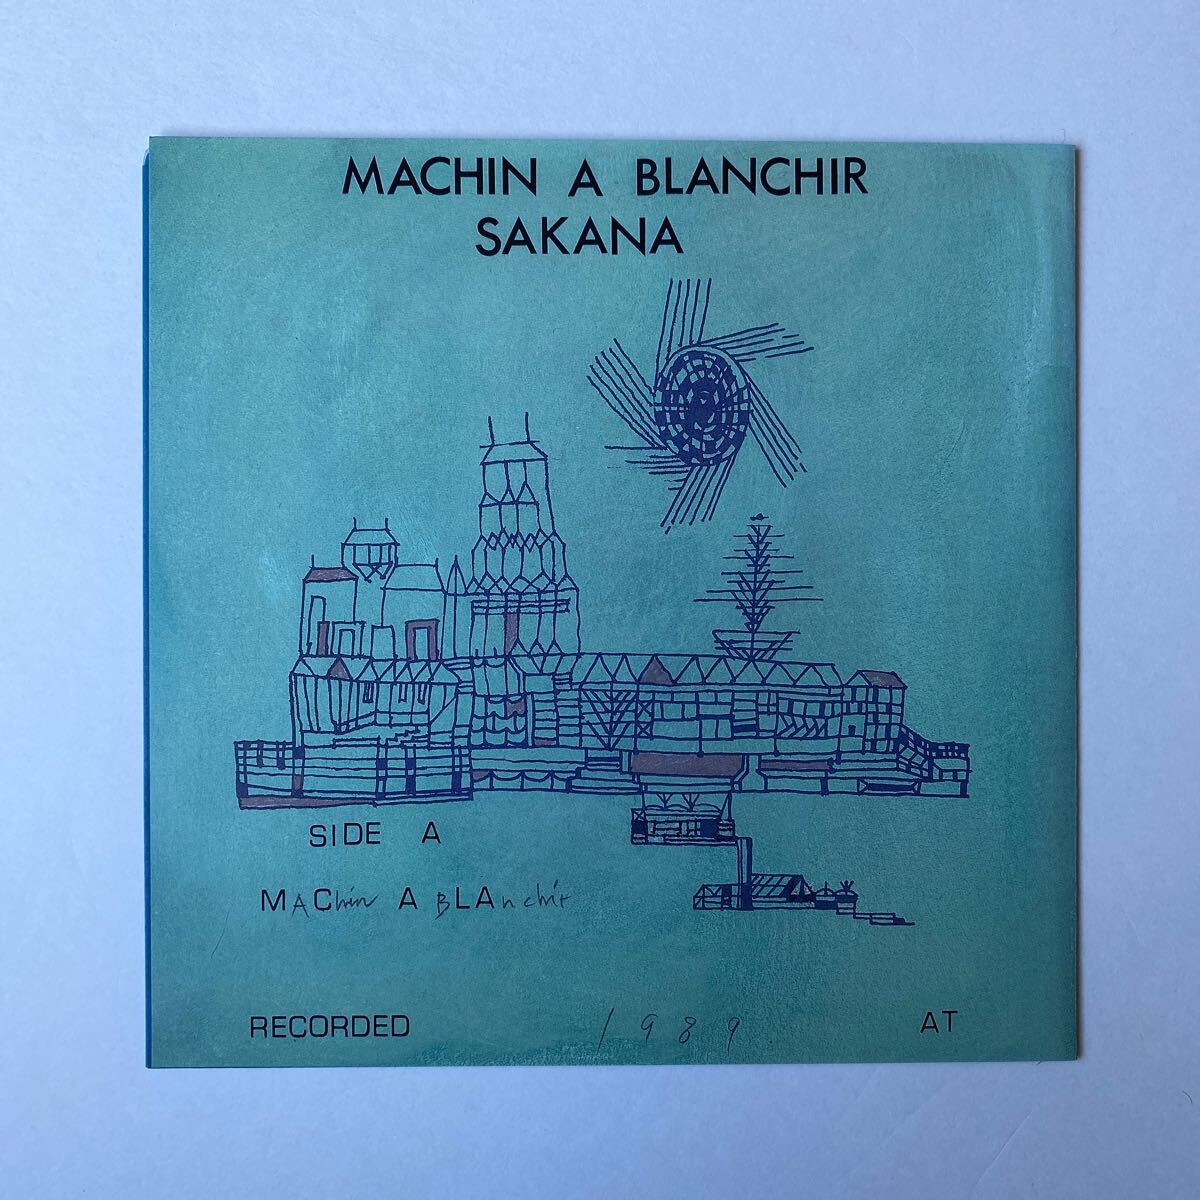 MACHIN A BLANCHIR
SAKANA
SIDE A
MAChin A BLAnchir
RECORDED 1989. AT